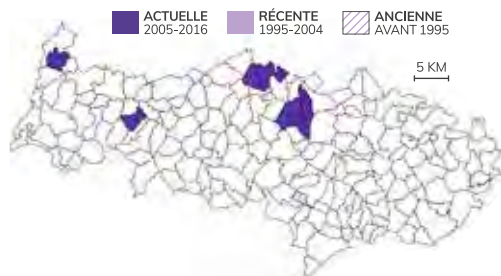 ACTUELLE
2005-2016
RÉCENTE
1995-2004
ANCIENNE
AVANT 1995
5 KM